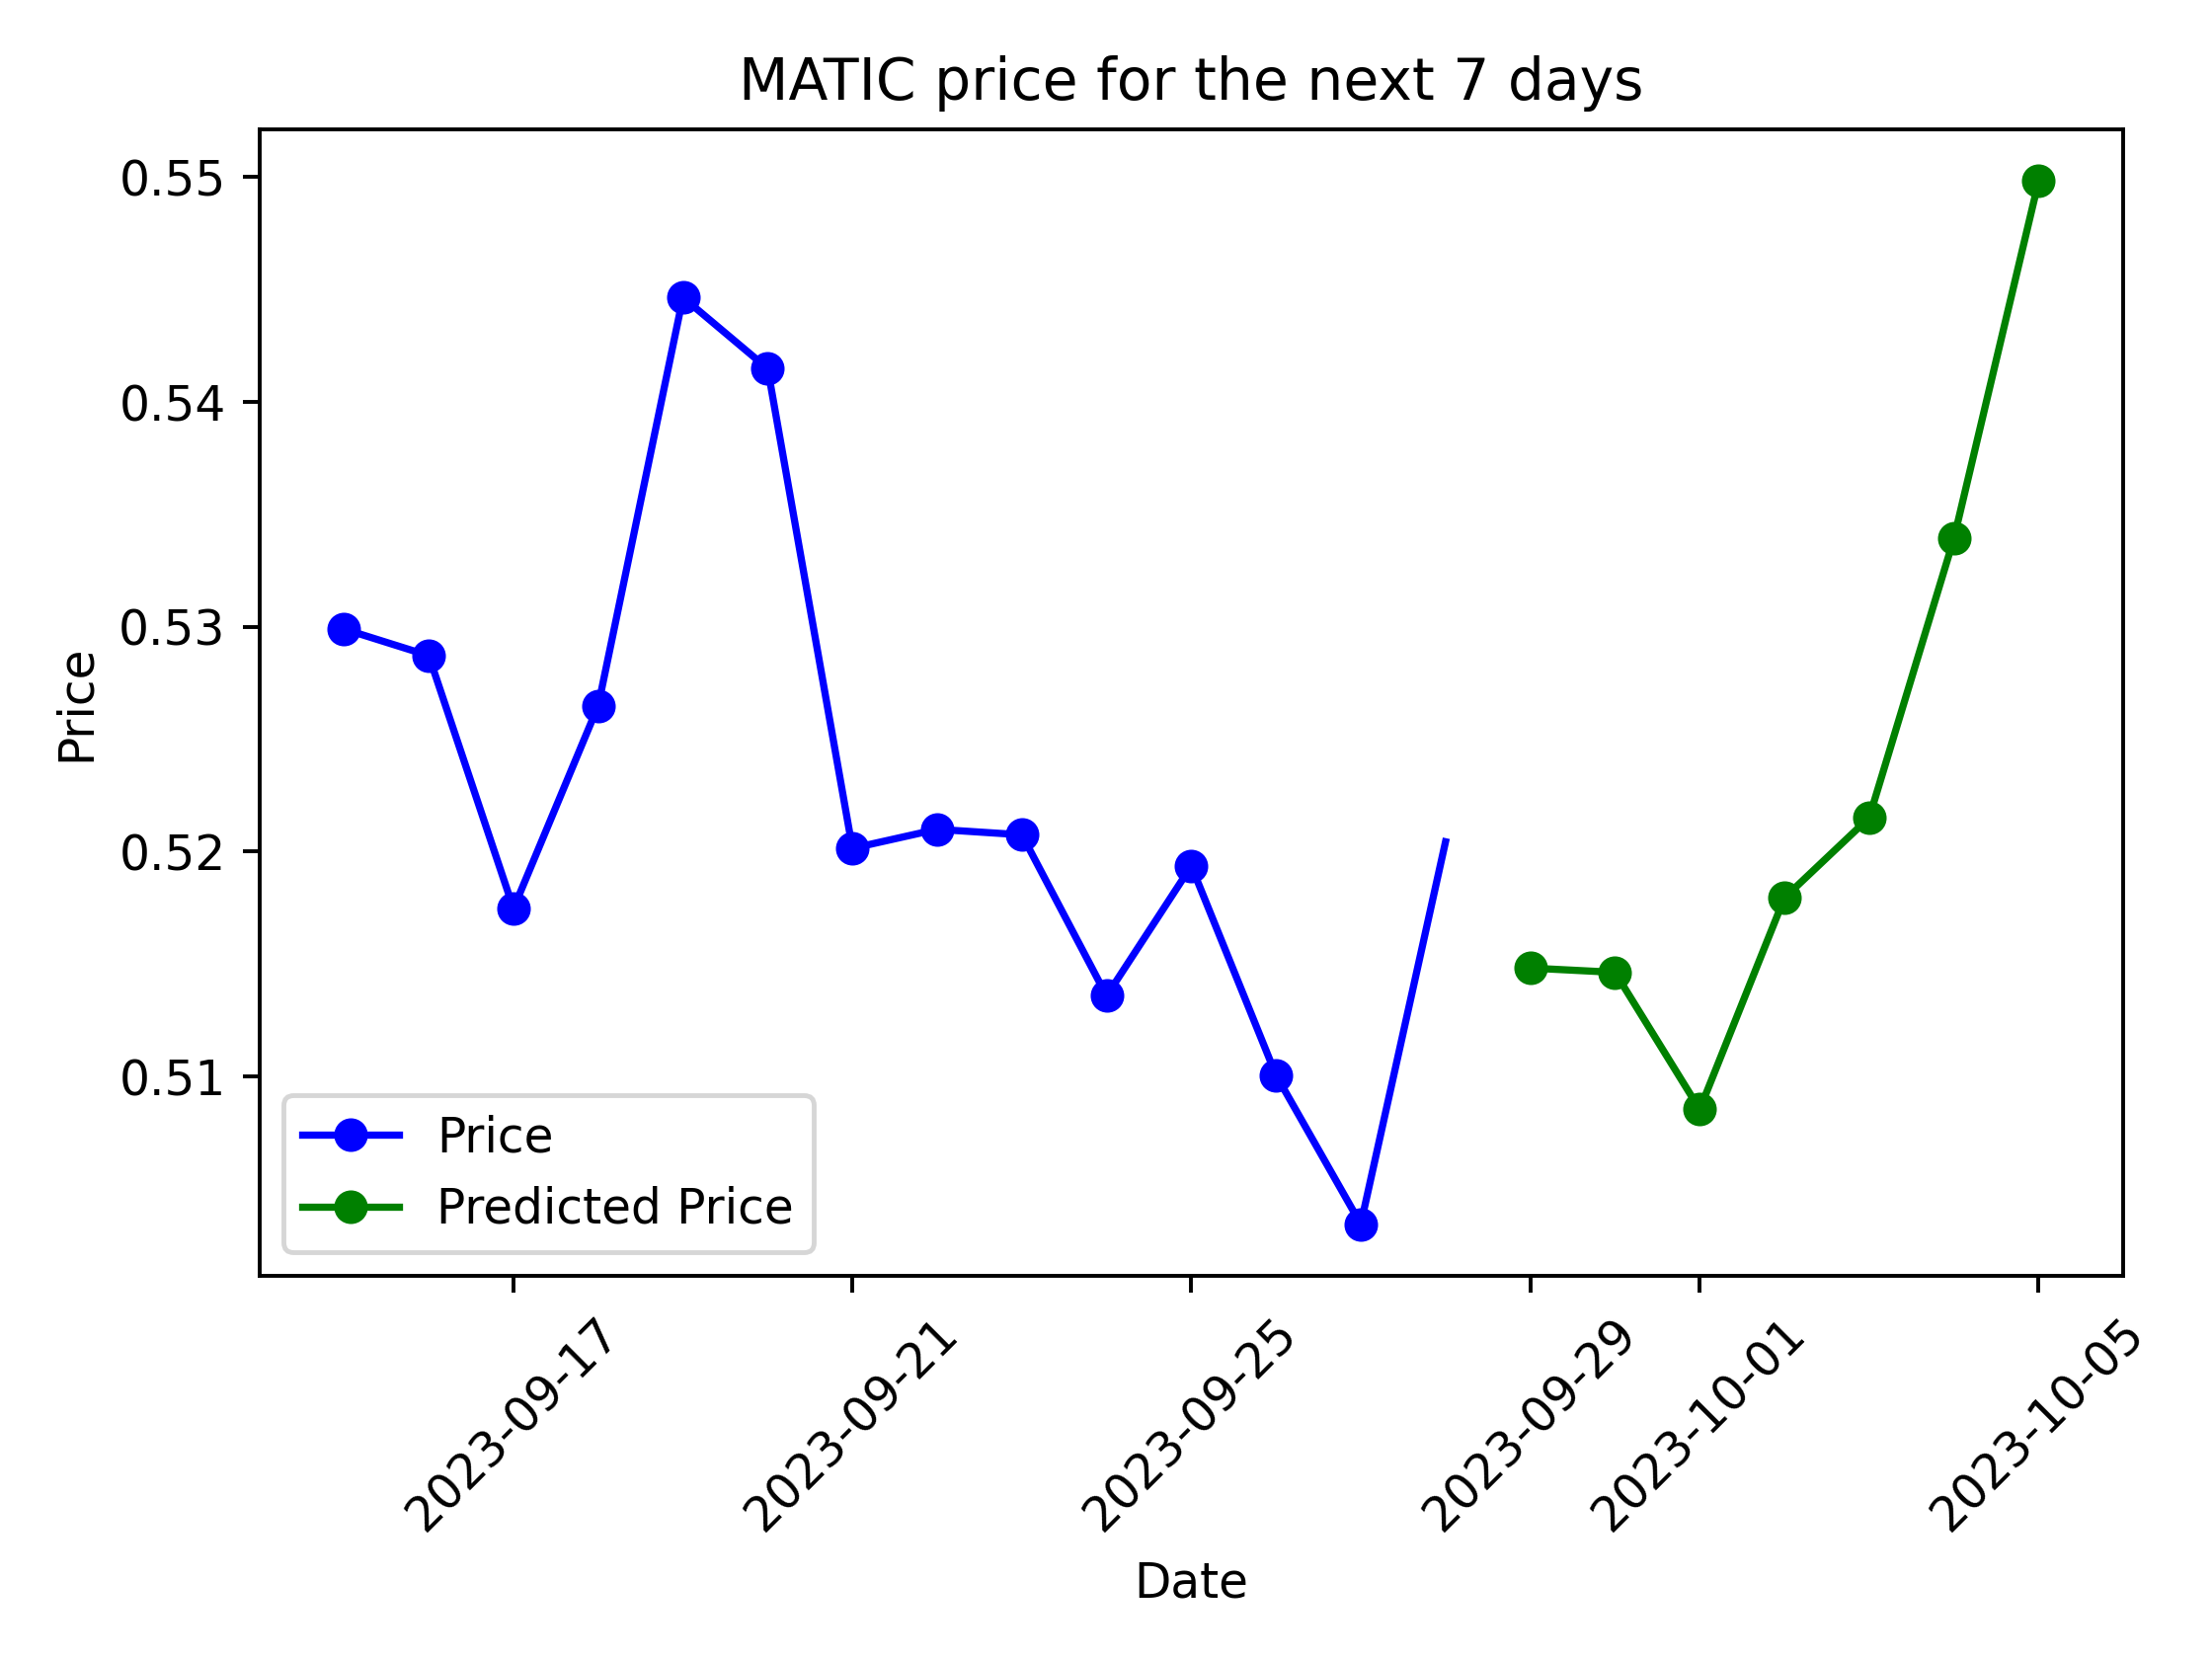 MATIC price for the next 7 days
0.55
0.54
0.53
0.52
0.51
Price
Price
Predicted Price
2023-09-17
2023-09-21
2023-09-25
2023-09-29
2023-10-01
2023-10-05
Date